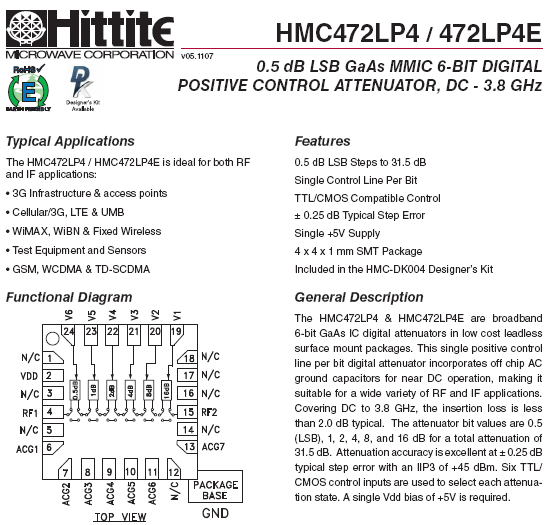 Hittite
MICROWAVE CORPORATION
v05.1107
HMC472LP4 / 472LP4E
RoHS✓
E
EARTH FRIENDLY
Designer's Kit
Available
0.5 dB LSB GaAs MMIC 6-BIT DIGITAL
POSITIVE CONTROL ATTENUATOR, DC - 3.8 GHz
Typical Applications
The HMC472LP4 / HMC472LP4E is ideal for both RF
and IF applications:
• 3G Infrastructure & access points
• Cellular/3G, LTE & UMB
• WiMAX, WiBN & Fixed Wireless
• Test Equipment and Sensors
• GSM, WCDMA & TD-SCDMA
Features
0.5 dB LSB Steps to 31.5 dB
Single Control Line Per Bit
TTL/CMOS Compatible Control
± 0.25 dB Typical Step Error
Single +5V Supply
4 x 4 x 1 mm SMT Package
Included in the HMC-DK004 Designer's Kit
Functional Diagram
V6 V5 V4 V3 V2 V1
24 23 22 21 20 19
N/C 1 18 N/C
VDD 2 17 N/C
N/C 3 0.5dB 1dB 2dB 4dB 8dB 16dB 16 N/C
RF1 4 15 RF2
N/C 5 14 N/C
ACG1 6 13 ACG7
7 8 9 10 11 12
ACG2 ACG3 ACG4 ACG5 ACG6 N/C
PACKAGE
BASE
GND
TOP VIEW
General Description
The HMC472LP4 & HMC472LP4E are broadband
6-bit GaAs IC digital attenuators in low cost leadless
surface mount packages. This single positive control
line per bit digital attenuator incorporates off chip AC
ground capacitors for near DC operation, making it
suitable for a wide variety of RF and IF applications.
Covering DC to 3.8 GHz, the insertion loss is less
than 2.0 dB typical. The attenuator bit values are 0.5
(LSB), 1, 2, 4, 8, and 16 dB for a total attenuation of
31.5 dB. Attenuation accuracy is excellent at ± 0.25 dB
typical step error with an IIP3 of +45 dBm. Six TTL/
CMOS control inputs are used to select each attenua-
tion state. A single Vdd bias of +5V is required.